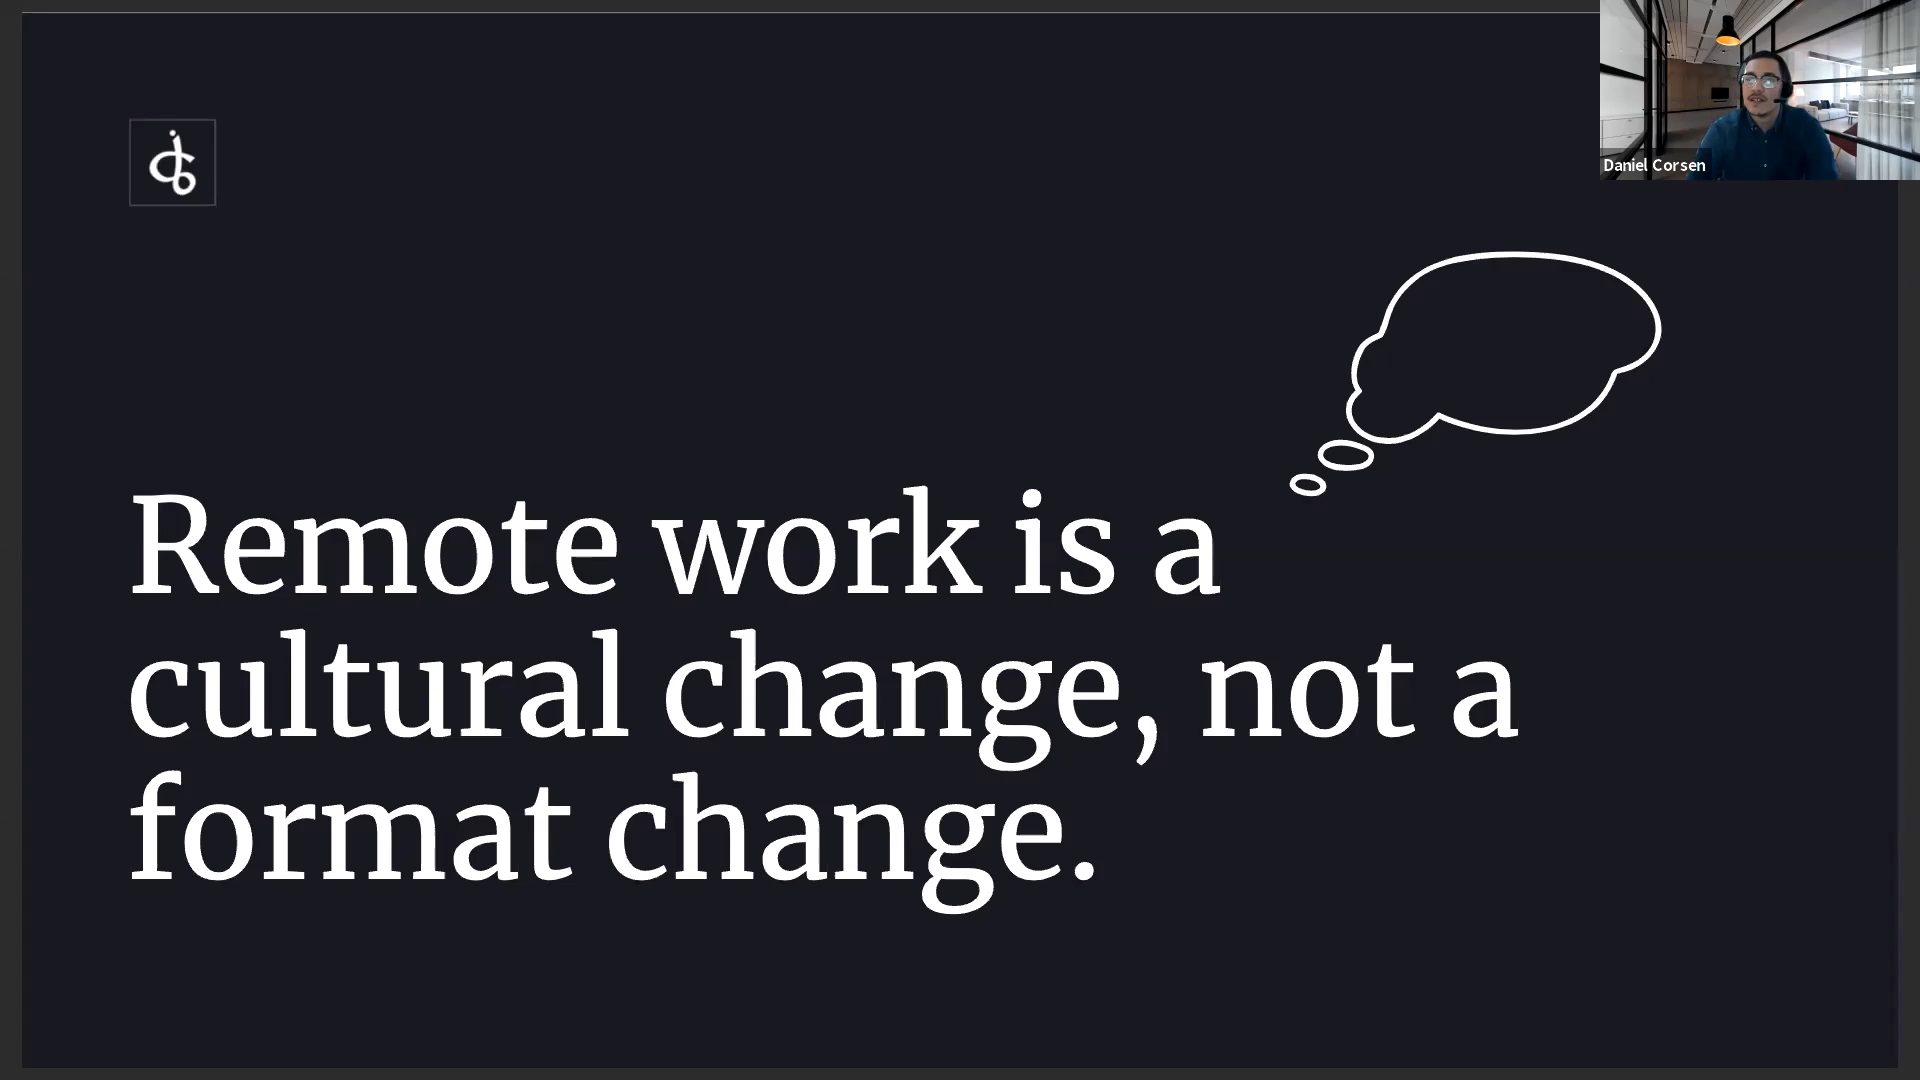 Daniel Corsen
Remote work is a
cultural change, not a
format change.